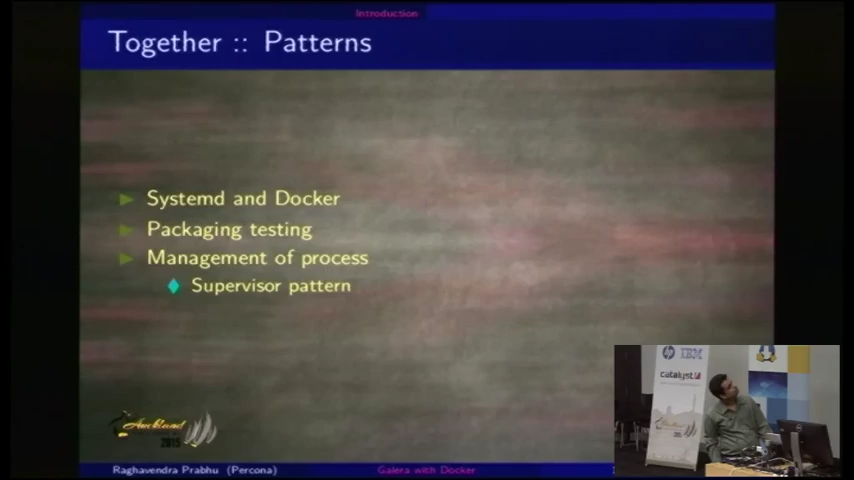 Introduction
Together :: Patterns
Systemd and Docker
Packaging testing
Management of process
Supervisor pattern
Auckland
2015
hp IBM
catalyst
Raghavendra Prabhu (Percona)
Galera with Docker